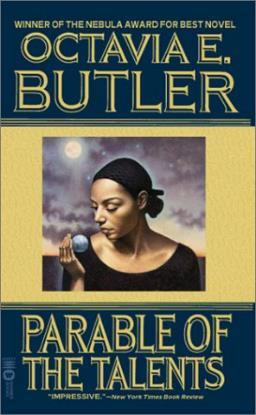 WINNER OF THE NEBULA AWARD FOR BEST NOVEL
OCTAVIA E.
BUTLER
PARABLE OF
THE TALENTS
"IMPRESSIVE."—New York Times Book Review